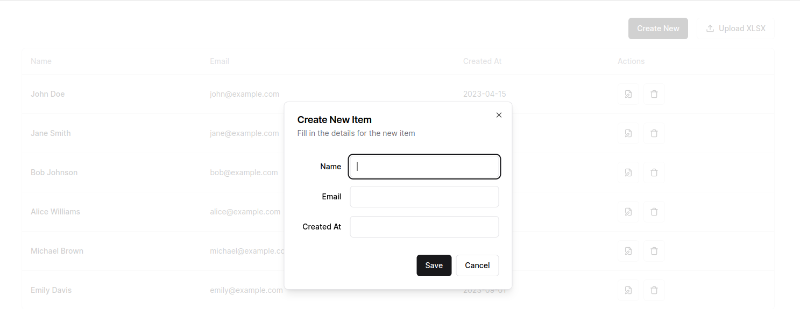 Create New Upload XLSX
Name Email Created At Actions
John Doe john@example.com 2023-04-15
Jane Smith jane@example.com
Bob Johnson bob@example.com
Alice Williams alice@example.com
Michael Brown michael@example.co
Emily Davis emily@example.com
Create New Item
Fill in the details for the new item
Name
Email
Created At
Save Cancel